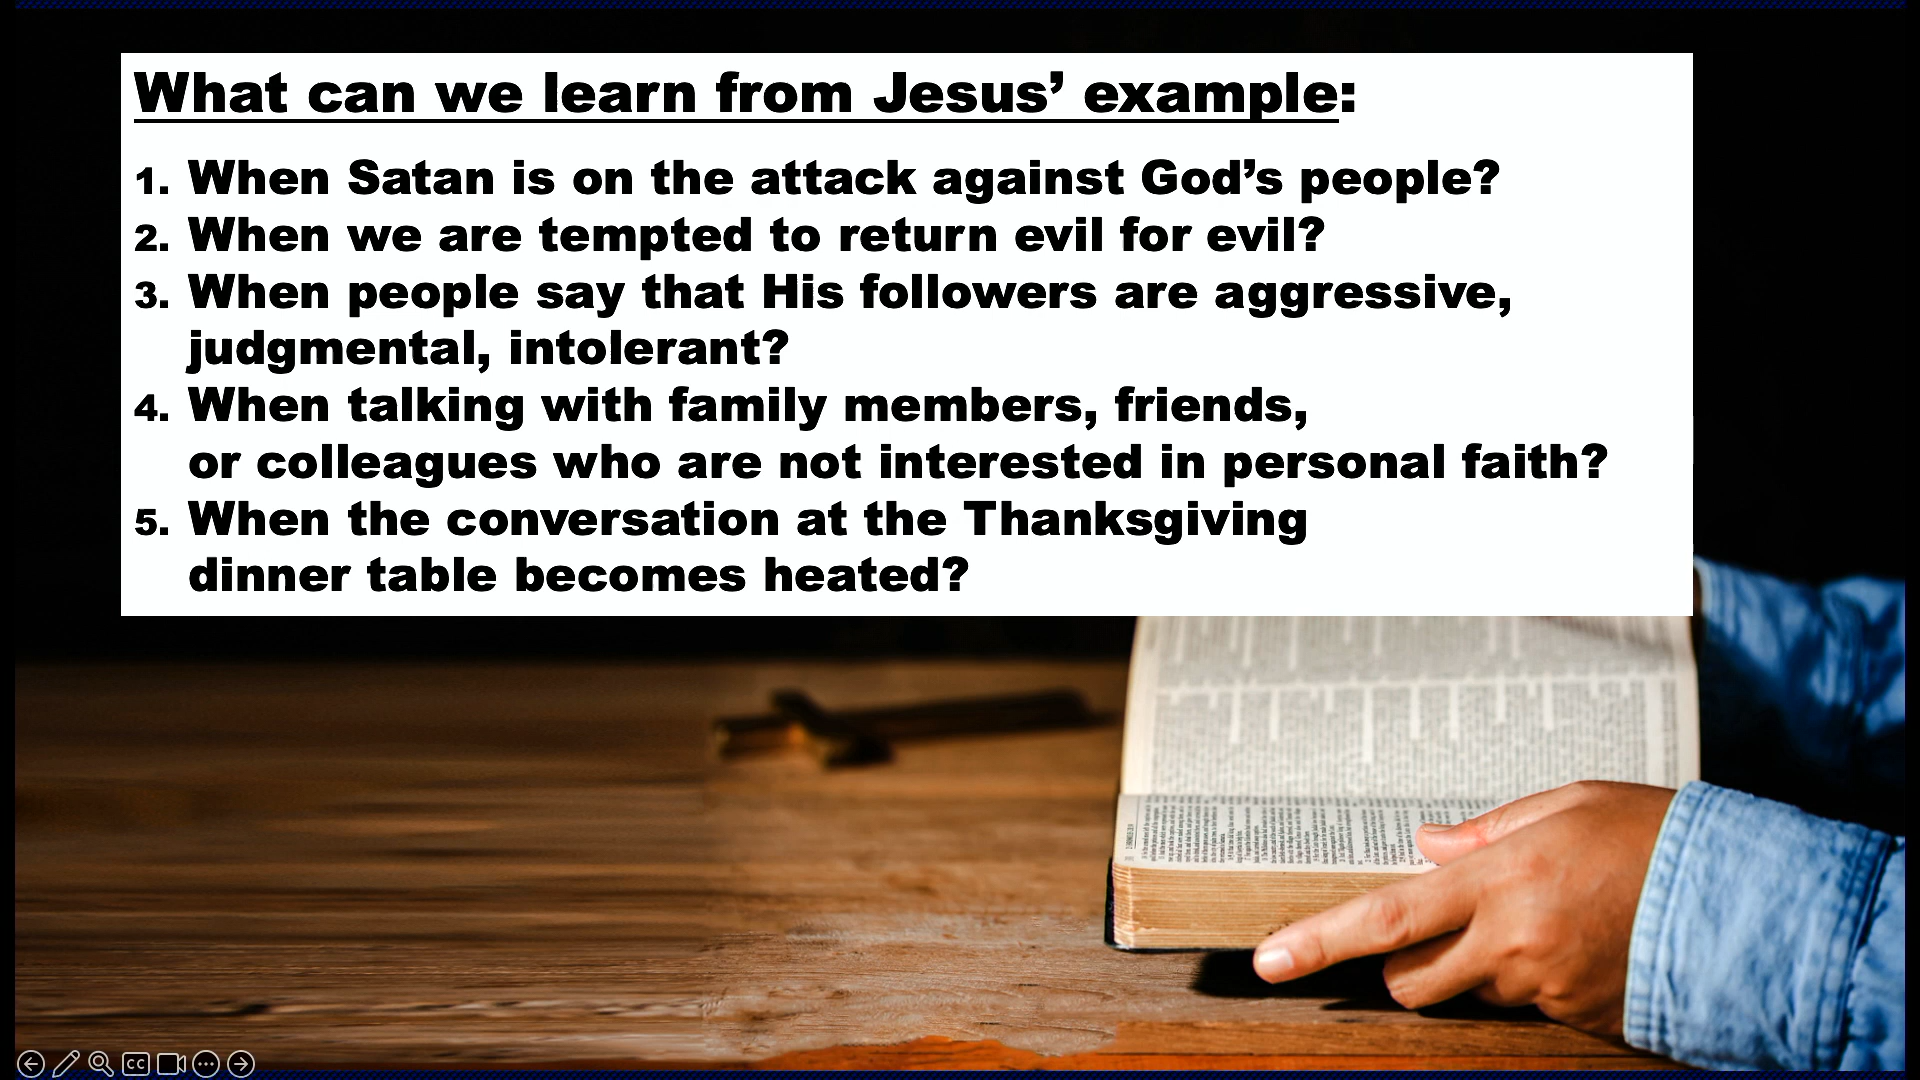 What can we learn from Jesus’ example:
1. When Satan is on the attack against God’s people?
2. When we are tempted to return evil for evil?
3. When people say that His followers are aggressive,
judgmental, intolerant?
4. When talking with family members, friends,
or colleagues who are not interested in personal faith?
5. When the conversation at the Thanksgiving
dinner table becomes heated?
CC